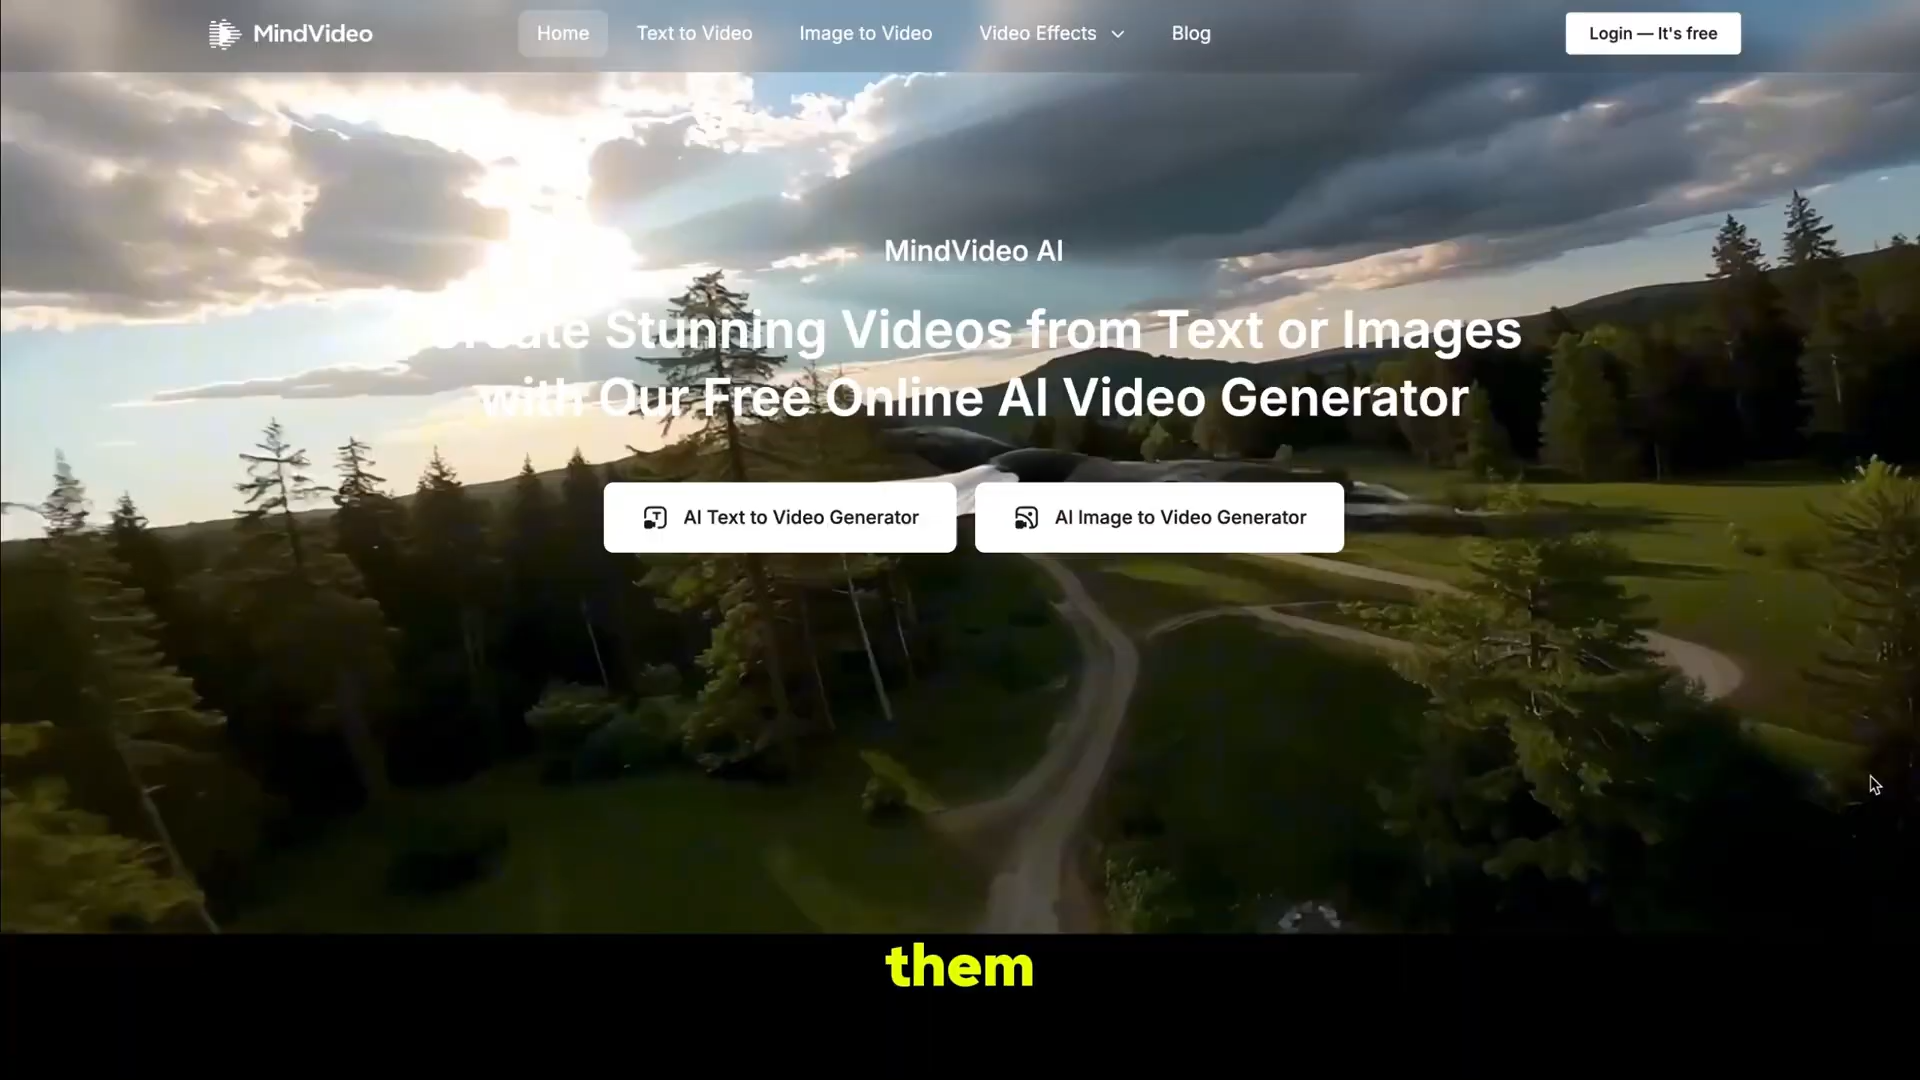 MindVideo
Home
Text to Video
Image to Video
Video Effects
Blog
Login — It's free
MindVideo AI
Create Stunning Videos from Text or Images
with Our Free Online AI Video Generator
AI Text to Video Generator
AI Image to Video Generator
them